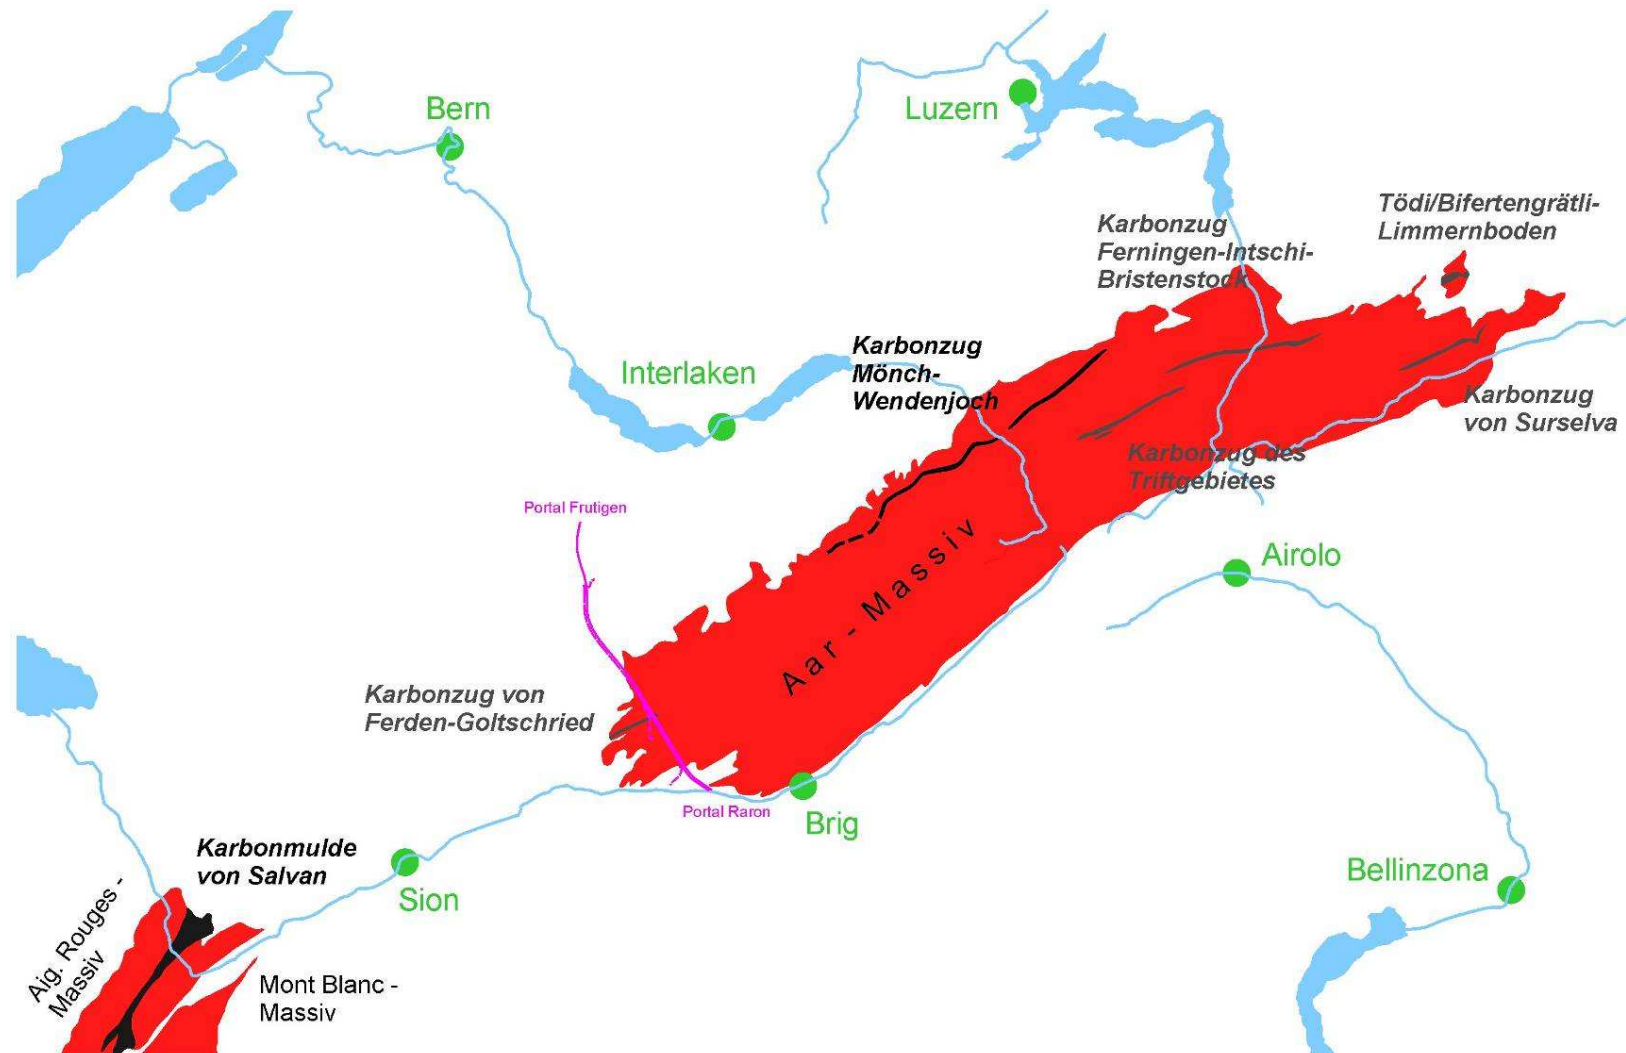 Bern
Luzern
Tödi/Bifertengrätli-
Limmernboden
Karbonzug
Ferningen-Intschi-
Bristenstock
Karbonzug
Mönch-
Wendenjoch
Interlaken
Karbonzug
von Surselva
Karbonzug des
Triftgebietes
Portal Frutigen
Airolo
Aar - Massiv
Karbonzug von
Ferden-Goltschried
Portal Raron
Brig
Karbonmulde
von Salvan
Sion
Bellinzona
Aig. Rouges -
Massiv
Mont Blanc -
Massiv